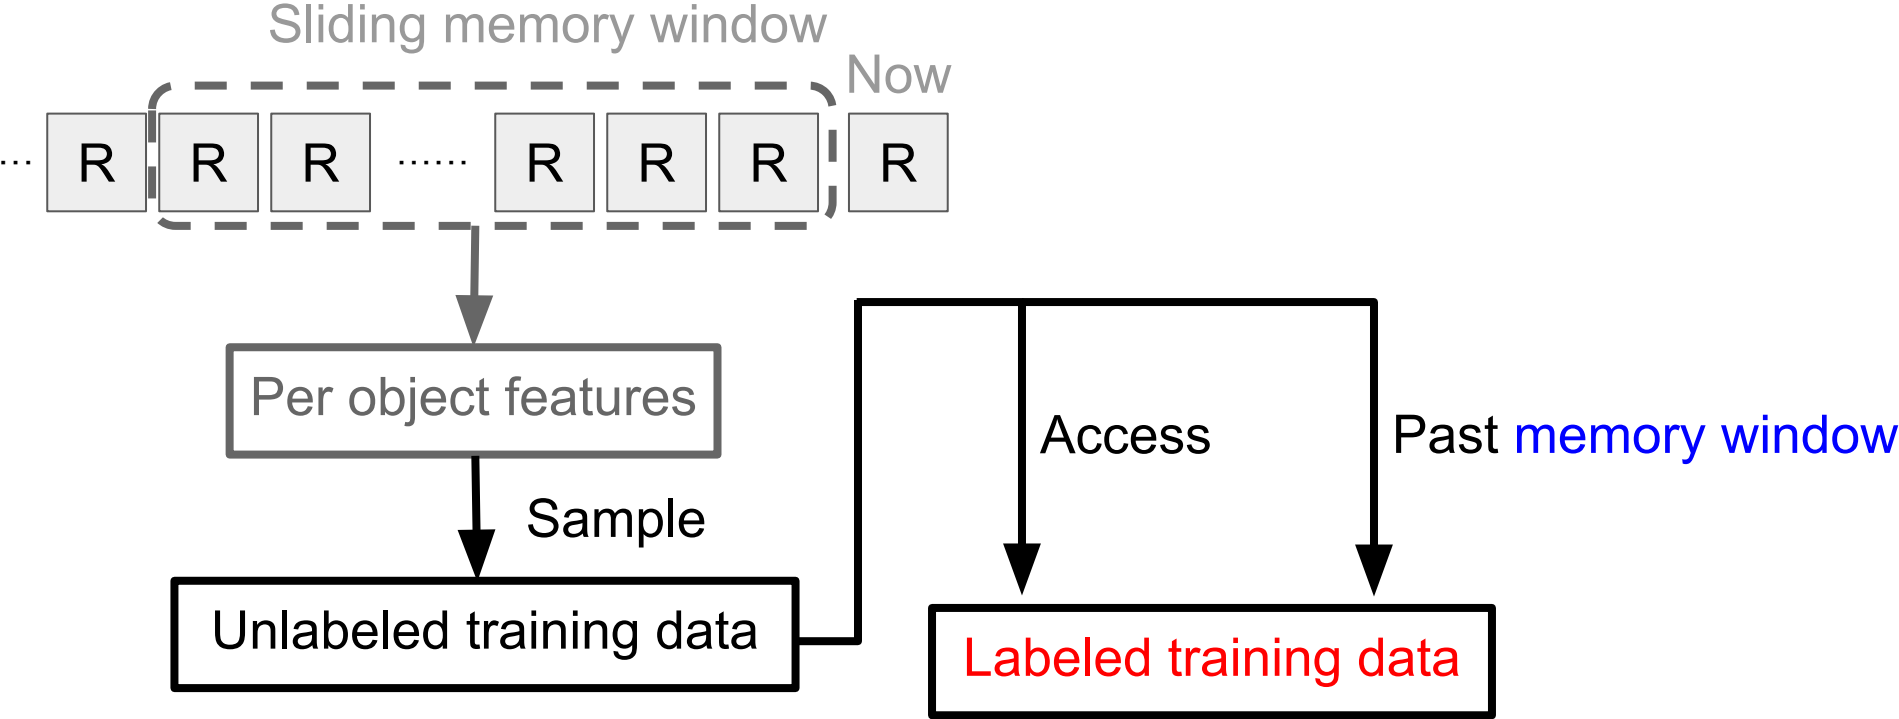 Sliding memory window
Now
... R R R ...... R R R R
Per object features
Access
Past memory window
Sample
Unlabeled training data
Labeled training data